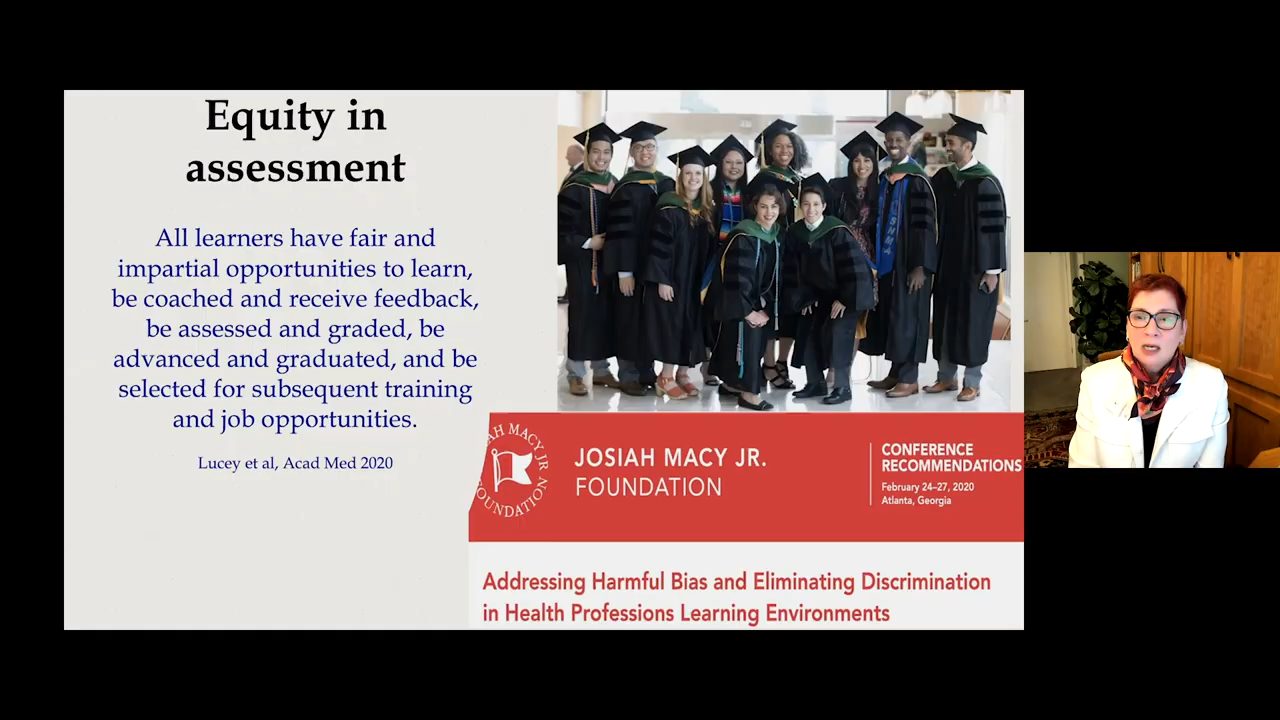 Equity in
assessment
All learners have fair and
impartial opportunities to learn,
be coached and receive feedback,
be assessed and graded, be
advanced and graduated, and be
selected for subsequent training
and job opportunities.
Lucey et al, Acad Med 2020
JOSIAH MACY JR.
FOUNDATION
CONFERENCE
RECOMMENDATIONS
February 24–27, 2020
Atlanta, Georgia
Addressing Harmful Bias and Eliminating Discrimination
in Health Professions Learning Environments